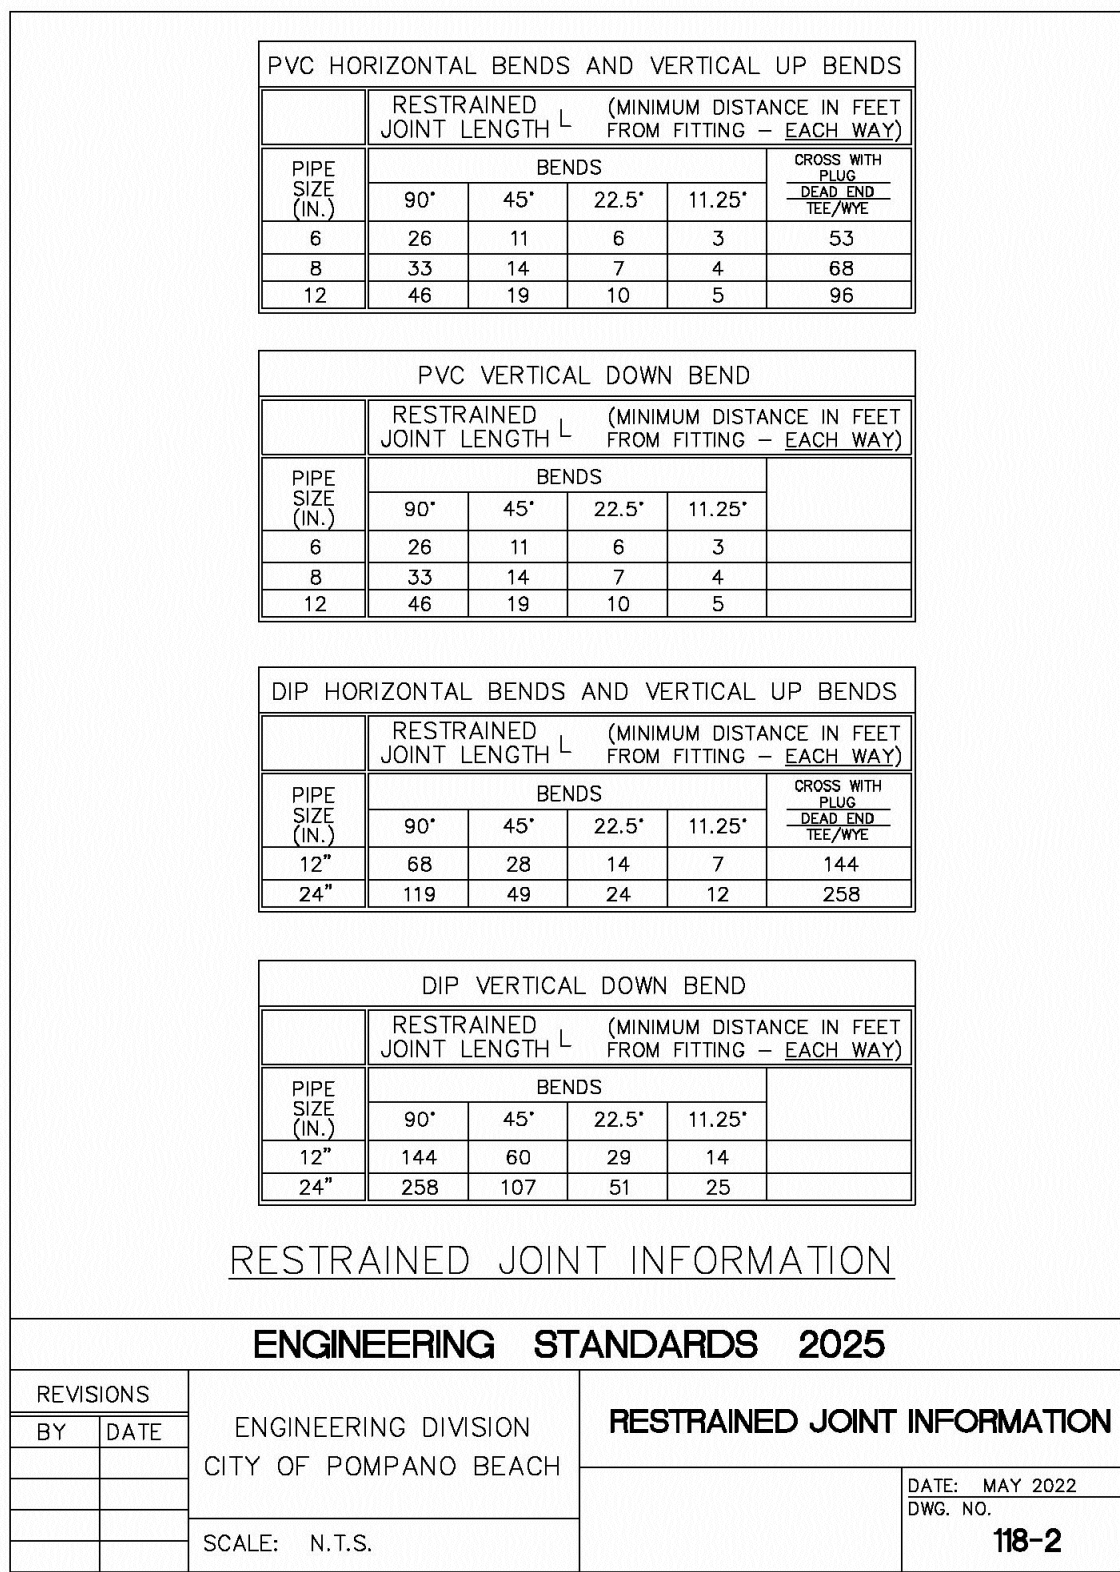 PVC HORIZONTAL BENDS AND VERTICAL UP BENDS
RESTRAINED JOINT LENGTH L (MINIMUM DISTANCE IN FEET FROM FITTING – EACH WAY)
PIPE SIZE (IN.) BENDS CROSS WITH PLUG
90° 45° 22.5° 11.25° DEAD END TEE/WYE
6 26 11 6 3 53
8 33 14 7 4 68
12 46 19 10 5 96
PVC VERTICAL DOWN BEND
RESTRAINED JOINT LENGTH L (MINIMUM DISTANCE IN FEET FROM FITTING – EACH WAY)
PIPE SIZE (IN.) BENDS
90° 45° 22.5° 11.25°
6 26 11 6 3
8 33 14 7 4
12 46 19 10 5
DIP HORIZONTAL BENDS AND VERTICAL UP BENDS
RESTRAINED JOINT LENGTH L (MINIMUM DISTANCE IN FEET FROM FITTING – EACH WAY)
PIPE SIZE (IN.) BENDS CROSS WITH PLUG
90° 45° 22.5° 11.25° DEAD END TEE/WYE
12" 68 28 14 7 144
24" 119 49 24 12 258
DIP VERTICAL DOWN BEND
RESTRAINED JOINT LENGTH L (MINIMUM DISTANCE IN FEET FROM FITTING – EACH WAY)
PIPE SIZE (IN.) BENDS
90° 45° 22.5° 11.25°
12" 144 60 29 14
24" 258 107 51 25
RESTRAINED JOINT INFORMATION
ENGINEERING STANDARDS 2025
REVISIONS
BY DATE
ENGINEERING DIVISION
CITY OF POMPANO BEACH
SCALE: N.T.S.
RESTRAINED JOINT INFORMATION
DATE: MAY 2022
DWG. NO.
118-2